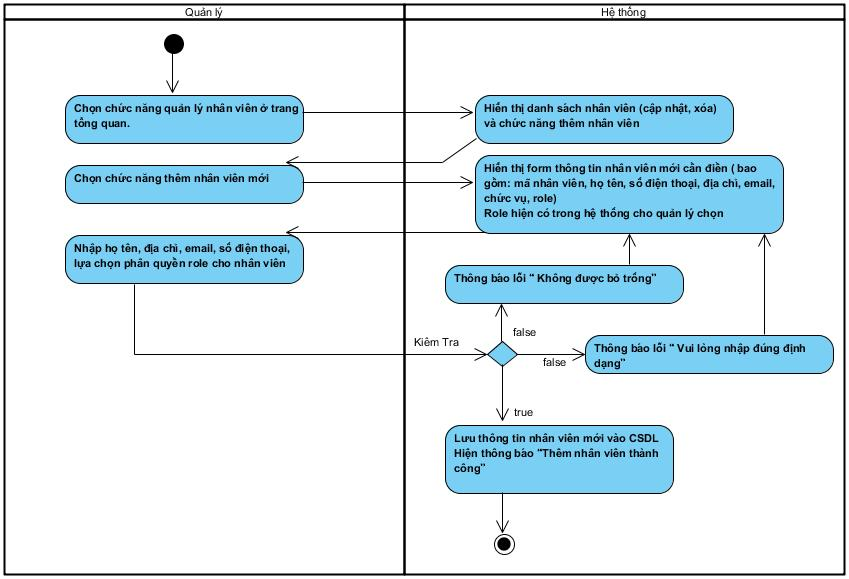 Quản lý
Hệ thống
Chọn chức năng quản lý nhân viên ở trang
tổng quan.
Hiển thị danh sách nhân viên (cập nhật, xóa)
và chức năng thêm nhân viên
Chọn chức năng thêm nhân viên mới
Hiển thị form thông tin nhân viên mới cần điền ( bao
gồm: mã nhân viên, họ tên, số điện thoại, địa chỉ, email,
chức vụ, role)
Role hiện có trong hệ thống cho quản lý chọn
Nhập họ tên, địa chỉ, email, số điện thoại,
lựa chọn phân quyền role cho nhân viên
Thông báo lỗi " Không được bỏ trống"
false
Kiêm Tra
false
Thông báo lỗi " Vui lòng nhập đúng định
dạng"
true
Lưu thông tin nhân viên mới vào CSDL
Hiện thông báo "Thêm nhân viên thành
công"